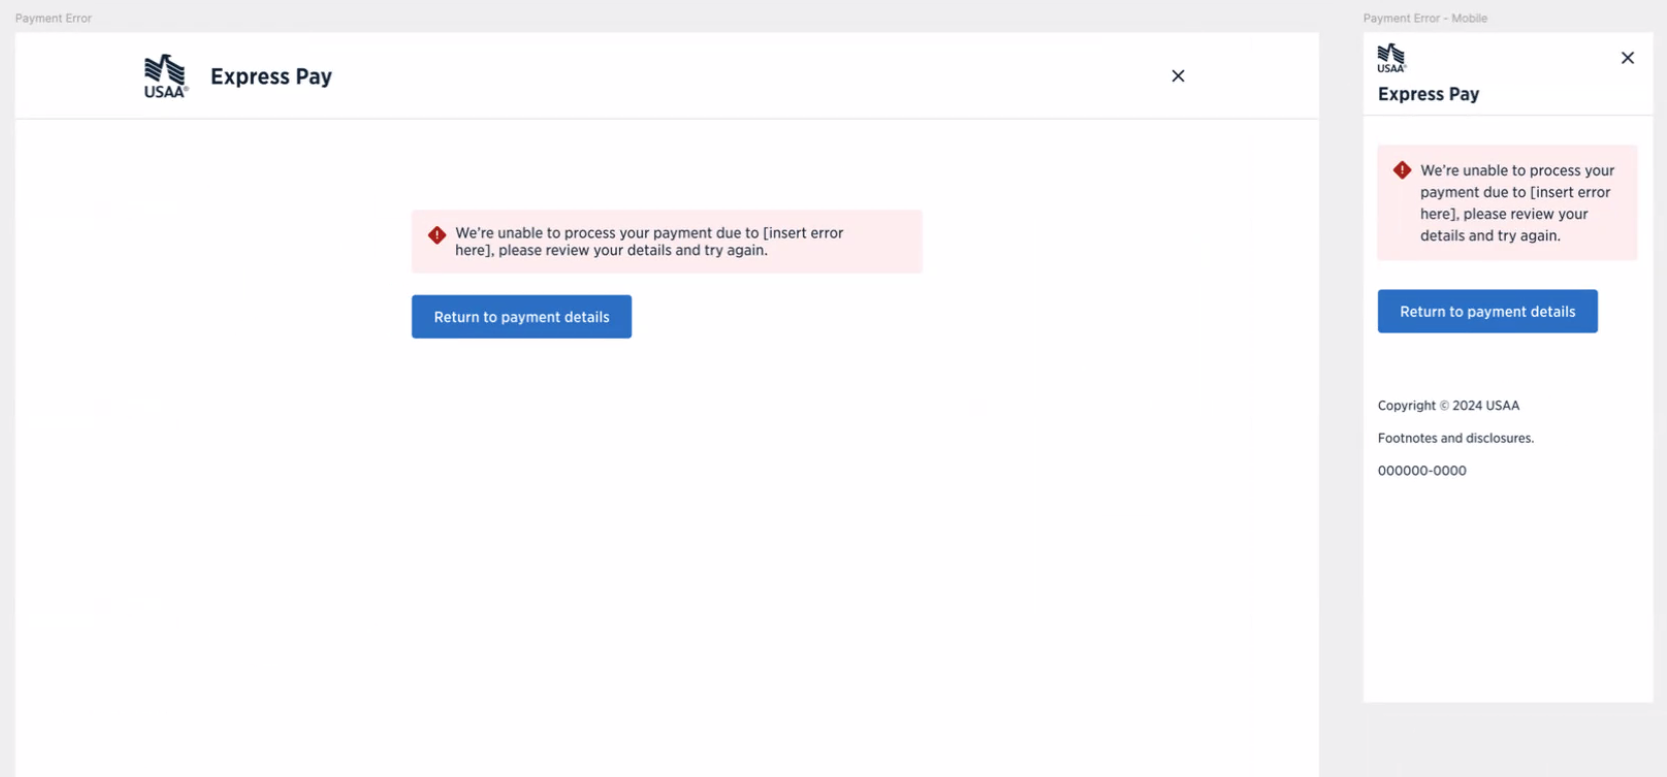 Payment Error
USAA®
Express Pay
We're unable to process your payment due to [insert error
here], please review your details and try again.
Return to payment details
Payment Error - Mobile
USAA®
Express Pay
We're unable to process your
payment due to [insert error
here], please review your
details and try again.
Return to payment details
Copyright © 2024 USAA
Footnotes and disclosures.
000000-0000